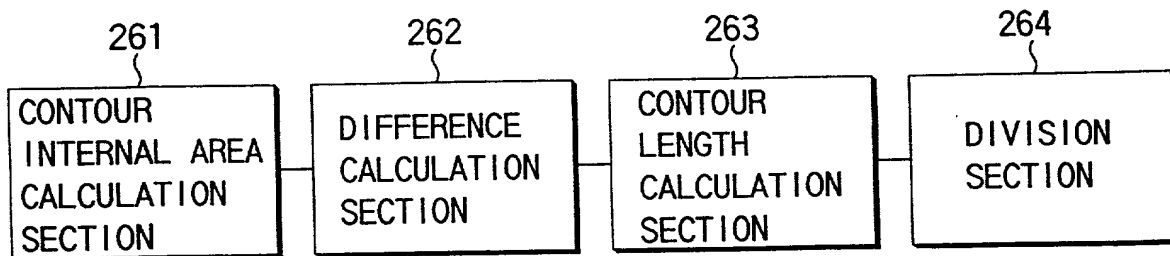 261
262
263
264
CONTOUR
INTERNAL AREA
CALCULATION
SECTION
DIFFERENCE
CALCULATION
SECTION
CONTOUR
LENGTH
CALCULATION
SECTION
DIVISION
SECTION